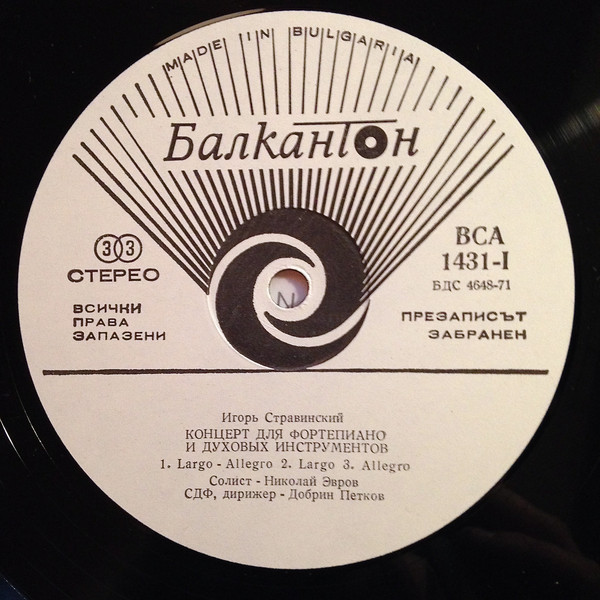 MADE IN BULGARIA
Балкантон
33
СТЕРЕО
ВСИЧКИ
ПРАВА
ЗАПАЗЕНИ
ВСА
1431-I
БДС 4648-71
ПРЕЗАПИСЪТ
ЗАБРАНЕН
Игорь Стравинский
КОНЦЕРТ ДЛЯ ФОРТЕПИАНО
И ДУХОВЫХ ИНСТРУМЕНТОВ
1. Largo - Allegro 2. Largo 3. Allegro
Солист - Николай Эвров
СДФ, дирижер - Добрин Петков